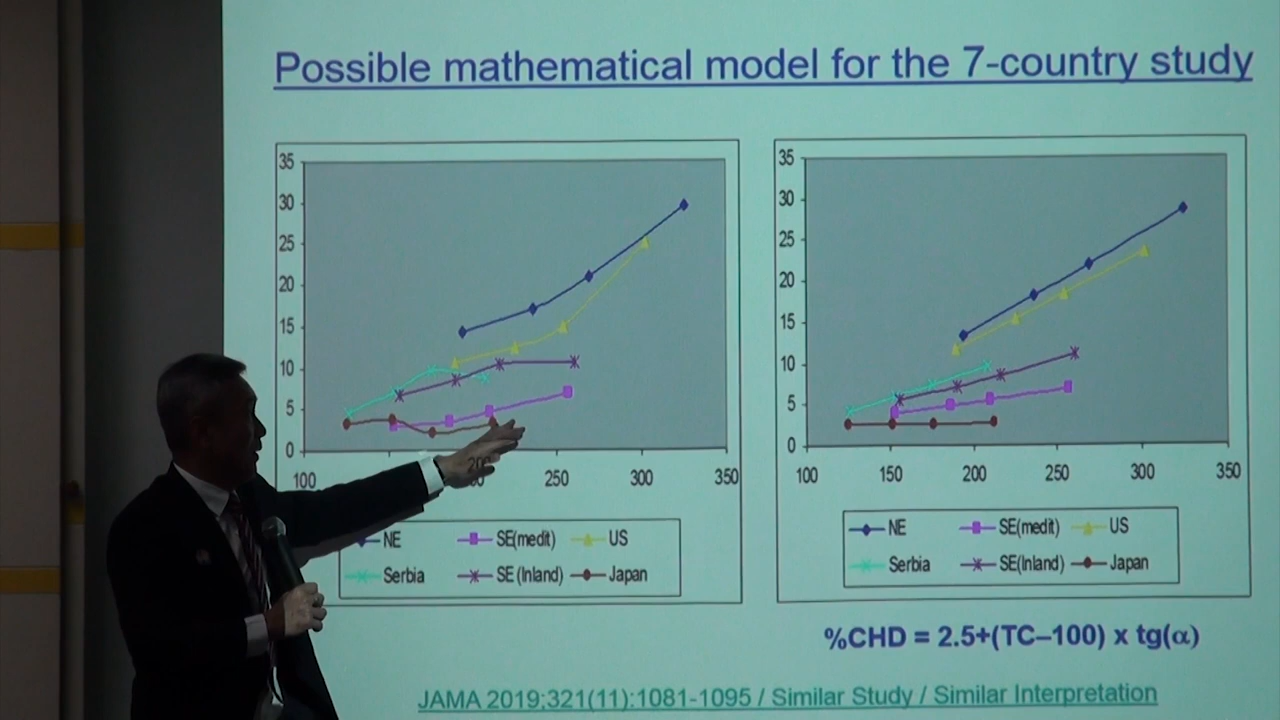 Possible mathematical model for the 7-country study
35
30
25
20
15
10
5
0
100
200
250
300
350
NE
SE(medit)
US
Serbia
SE (Inland)
Japan
35
30
25
20
15
10
5
0
100
150
200
250
300
350
NE
SE(medit)
US
Serbia
SE(Inland)
Japan
%CHD = 2.5+(TC–100) x tg(α)
JAMA 2019;321(11):1081-1095 / Similar Study / Similar Interpretation